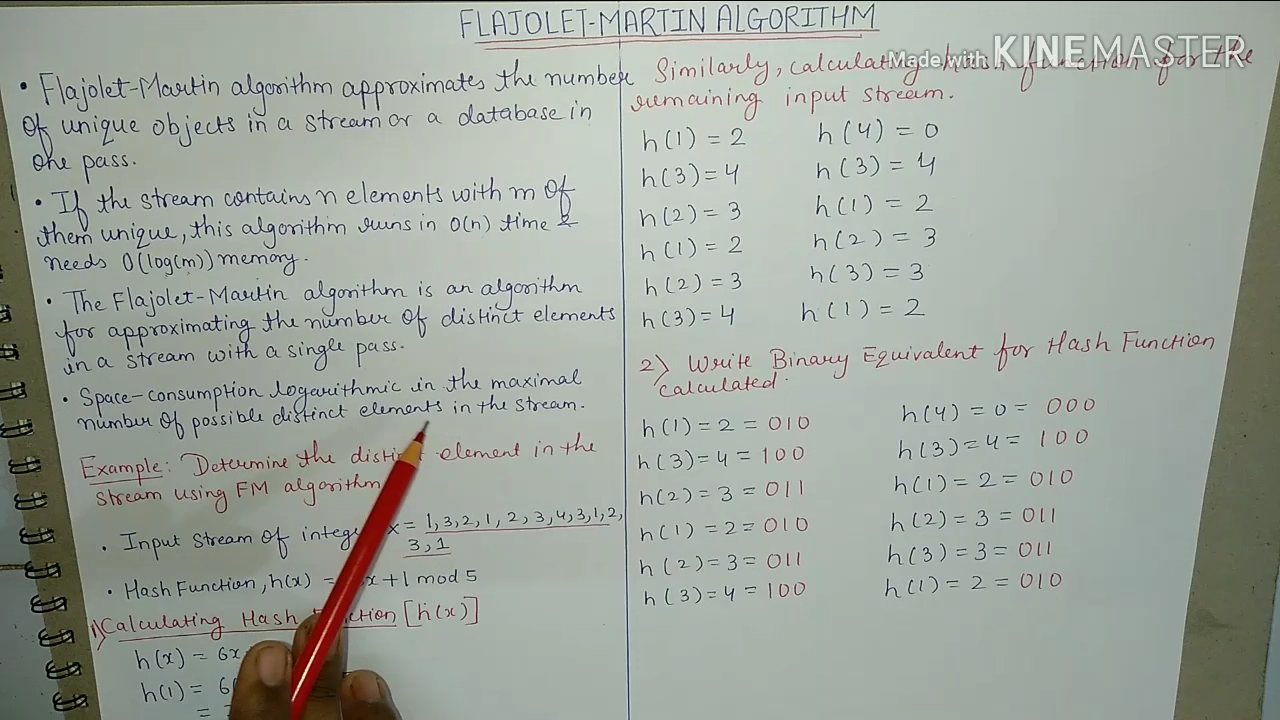 FLAJOLET-MARTIN ALGORITHM
Made with KINEMASTER
• Flajolet-Martin algorithm approximates the number
of unique objects in a stream or a database in
one pass.
• If the stream contains n elements with m of
them unique, this algorithm runs in O(n) time &
needs O(log(m)) memory.
• The Flajolet-Martin algorithm is an algorithm
for approximating the number of distinct elements
in a stream with a single pass.
• Space-consumption logarithmic in the maximal
number of possible distinct elements in the stream.
Example: Determine the element in the
stream using FM algorithm
• Input stream of x = 1,3,2,1,2,3,4,3,1,2,
3,1
• Hash Function, h(x) = x+1 mod 5
1) Calculating Hash [h(x)]
h(x) = 6x
h(1) = 6
=
Similarly, calculating hash function for the
remaining input stream.
h(1) = 2 h(4) = 0
h(3) = 4 h(3) = 4
h(2) = 3 h(1) = 2
h(1) = 2 h(2) = 3
h(2) = 3 h(3) = 3
h(3) = 4 h(1) = 2
2) Write Binary Equivalent for Hash Function
calculated.
h(1) = 2 = 010 h(4) = 0 = 000
h(3) = 4 = 100 h(3) = 4 = 100
h(2) = 3 = 011 h(1) = 2 = 010
h(1) = 2 = 010 h(2) = 3 = 011
h(2) = 3 = 011 h(3) = 3 = 011
h(3) = 4 = 100 h(1) = 2 = 010